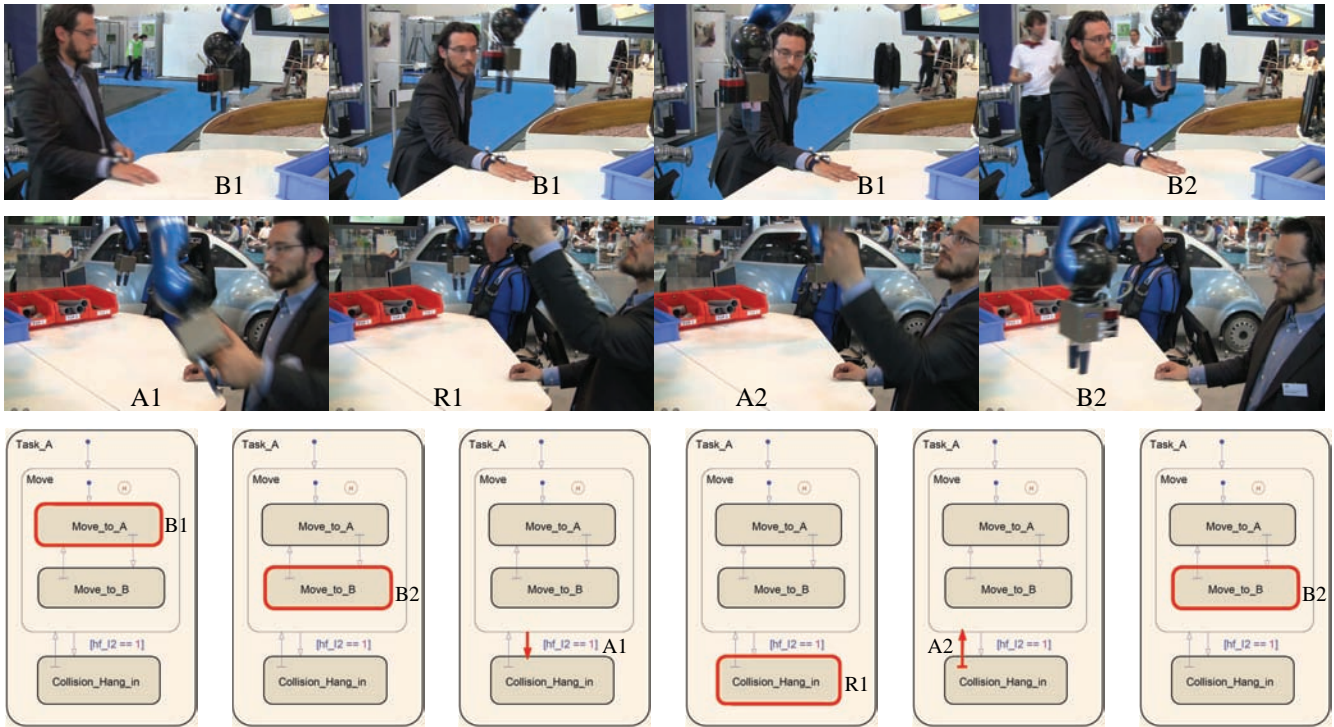 B1 B1 B1 B2
A1 R1 A2 B2
Task_A Task_A Task_A Task_A Task_A Task_A
Move Move Move Move Move Move
H H H H H H
Move_to_A B1 Move_to_A Move_to_A Move_to_A Move_to_A Move_to_A
Move_to_B Move_to_B B2 Move_to_B Move_to_B Move_to_B Move_to_B B2
[hf_l2 == 1] [hf_l2 == 1] [hf_l2 == 1] A1 [hf_l2 == 1] A2 [hf_l2 == 1] [hf_l2 == 1]
Collision_Hang_in Collision_Hang_in Collision_Hang_in Collision_Hang_in R1 Collision_Hang_in Collision_Hang_in